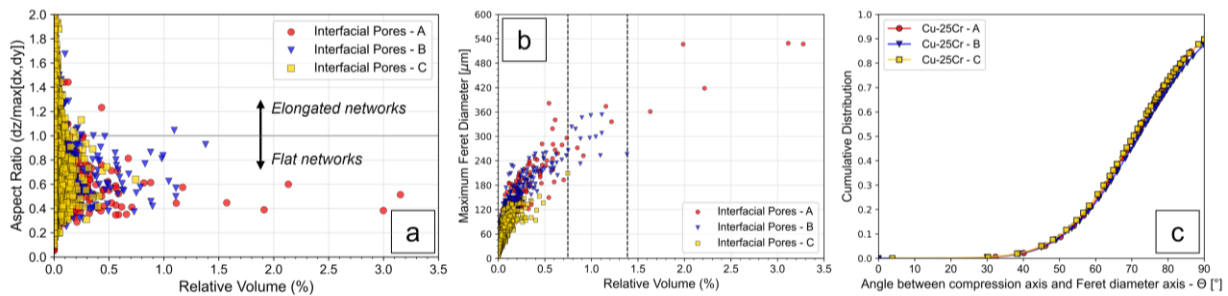 2.0
1.8
1.6
1.4
1.2
1.0
0.8
0.6
0.4
0.2
0.0
Aspect Ratio (dz/max[dx,dy])
Interfacial Pores - A
Interfacial Pores - B
Interfacial Pores - C
Elongated networks
Flat networks
a
0.0 0.5 1.0 1.5 2.0 2.5 3.0 3.5
Relative Volume (%)
600
540
480
420
360
300
240
180
120
60
0
Maximum Feret Diameter [μm]
b
Interfacial Pores - A
Interfacial Pores - B
Interfacial Pores - C
0.0 0.5 1.0 1.5 2.0 2.5 3.0 3.5
Relative Volume (%)
1.0
0.9
0.8
0.7
0.6
0.5
0.4
0.3
0.2
0.1
0.0
Cumulative Distribution
Cu-25Cr - A
Cu-25Cr - B
Cu-25Cr - C
c
0 10 20 30 40 50 60 70 80 90
Angle between compression axis and Feret diameter axis - Θ [°]